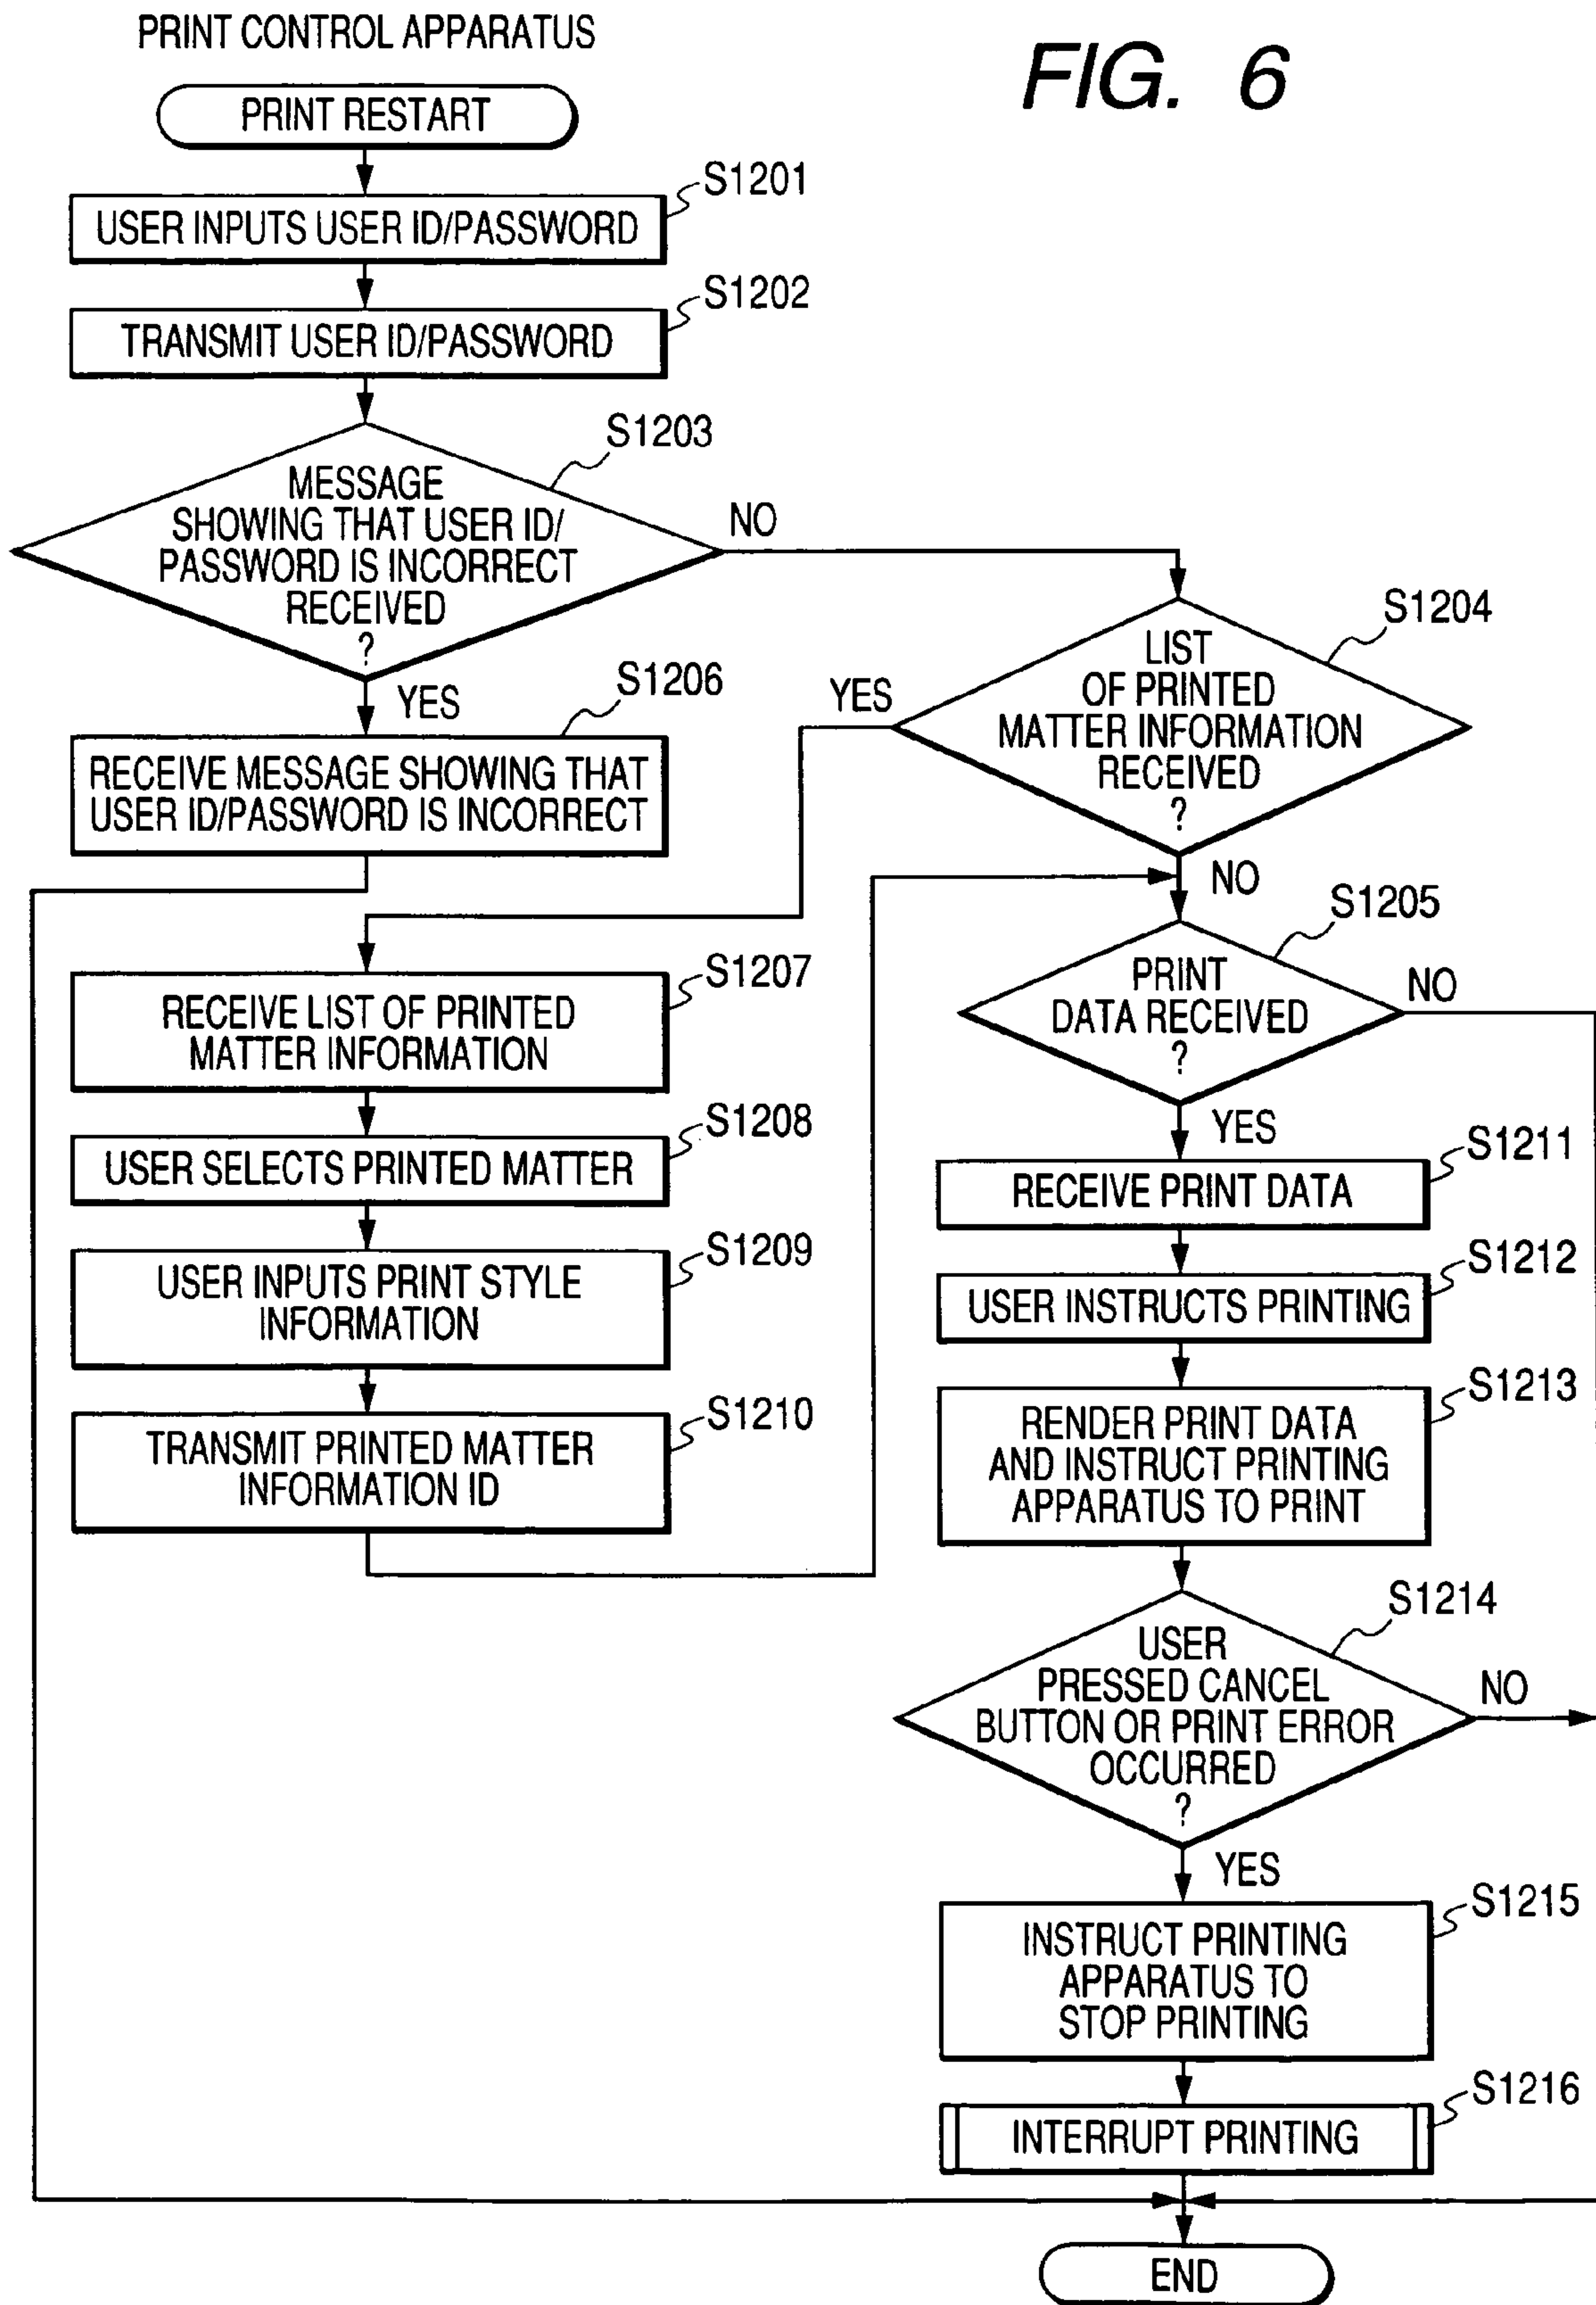 PRINT CONTROL APPARATUS
FIG. 6
PRINT RESTART
S1201
USER INPUTS USER ID/PASSWORD
S1202
TRANSMIT USER ID/PASSWORD
S1203
MESSAGE
SHOWING THAT USER ID/
PASSWORD IS INCORRECT
RECEIVED
?
NO
YES
S1204
LIST
OF PRINTED
MATTER INFORMATION
RECEIVED
?
YES
NO
S1206
RECEIVE MESSAGE SHOWING THAT
USER ID/PASSWORD IS INCORRECT
S1205
PRINT
DATA RECEIVED
?
NO
YES
S1207
RECEIVE LIST OF PRINTED
MATTER INFORMATION
S1208
USER SELECTS PRINTED MATTER
S1209
USER INPUTS PRINT STYLE
INFORMATION
S1210
TRANSMIT PRINTED MATTER
INFORMATION ID
S1211
RECEIVE PRINT DATA
S1212
USER INSTRUCTS PRINTING
S1213
RENDER PRINT DATA
AND INSTRUCT PRINTING
APPARATUS TO PRINT
S1214
USER
PRESSED CANCEL
BUTTON OR PRINT ERROR
OCCURRED
?
NO
YES
S1215
INSTRUCT PRINTING
APPARATUS TO
STOP PRINTING
S1216
INTERRUPT PRINTING
END